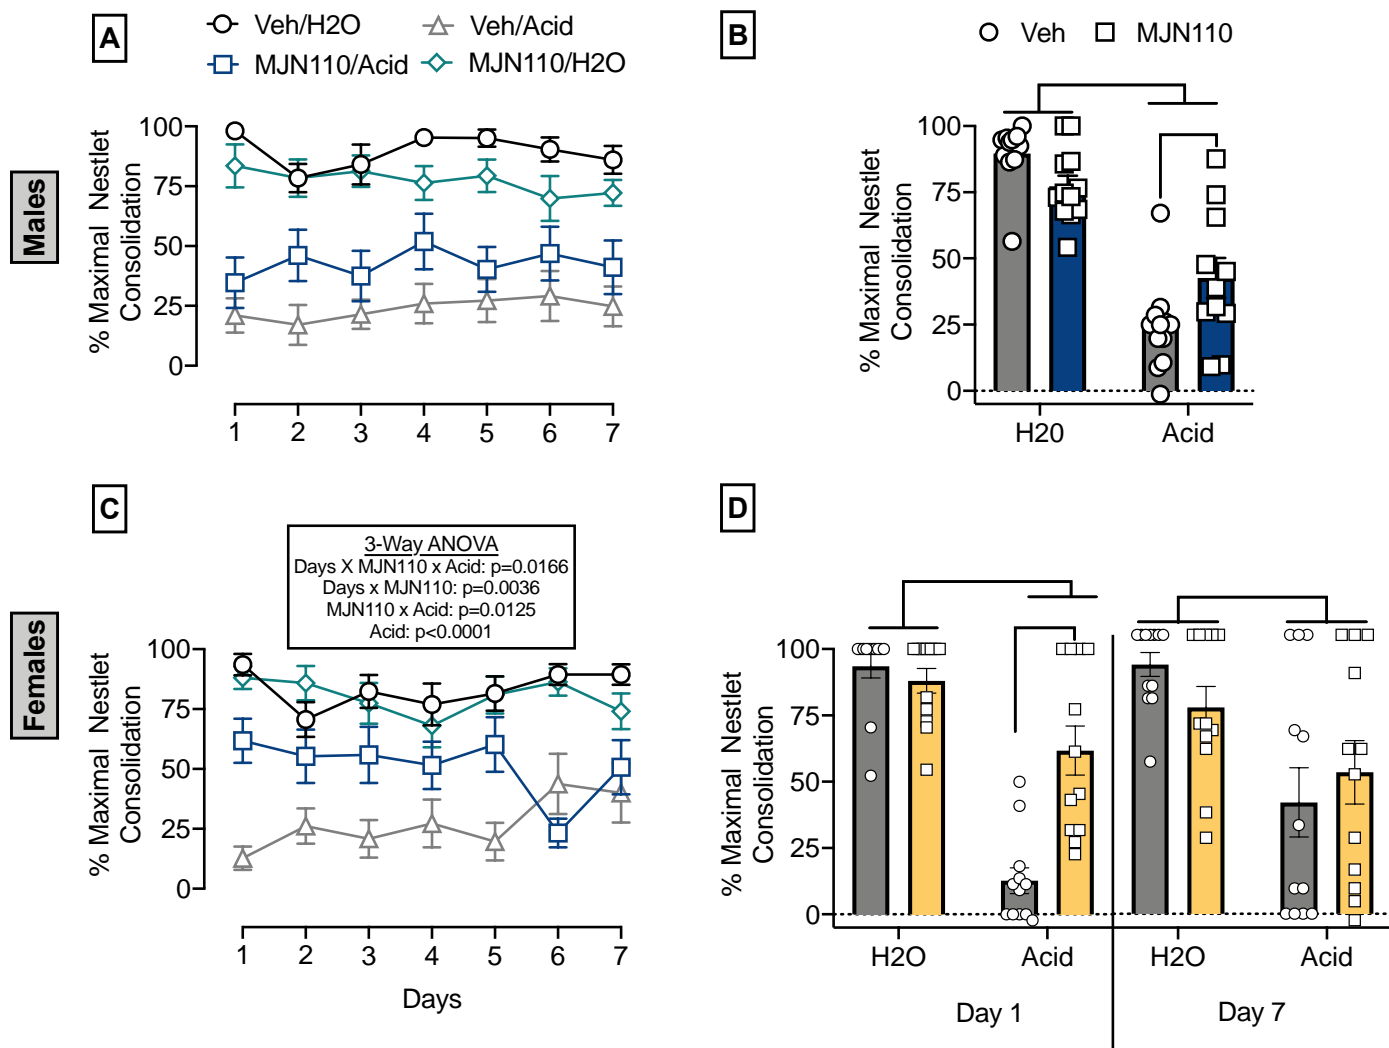 A
Veh/H2O
Veh/Acid
MJN110/Acid
MJN110/H2O
Males
% Maximal Nestlet
Consolidation
100
75
50
25
0
1 2 3 4 5 6 7
B
Veh
MJN110
% Maximal Nestlet
Consolidation
100
75
50
25
0
H20 Acid
C
3-Way ANOVA
Days X MJN110 x Acid: p=0.0166
Days x MJN110: p=0.0036
MJN110 x Acid: p=0.0125
Acid: p<0.0001
Females
% Maximal Nestlet
Consolidation
100
75
50
25
0
1 2 3 4 5 6 7
Days
D
% Maximal Nestlet
Consolidation
100
75
50
25
0
H2O Acid H2O Acid
Day 1 Day 7